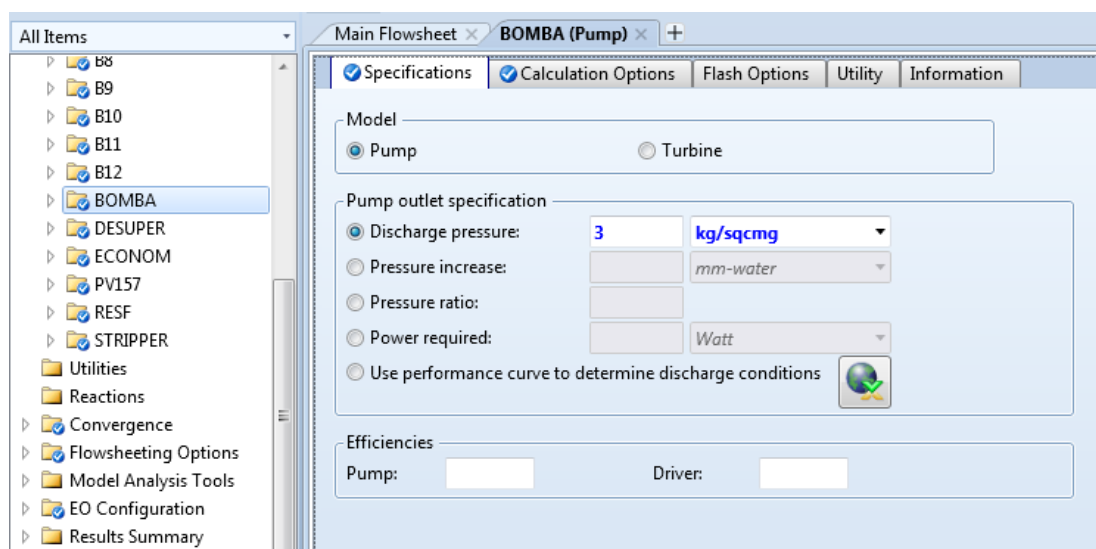 All Items
B8
B9
B10
B11
B12
BOMBA
DESUPER
ECONOM
PV157
RESF
STRIPPER
Utilities
Reactions
Convergence
Flowsheeting Options
Model Analysis Tools
EO Configuration
Results Summary
Main Flowsheet BOMBA (Pump)
Specifications Calculation Options Flash Options Utility Information
Model
Pump Turbine
Pump outlet specification
Discharge pressure: 3 kg/sqcmg
Pressure increase: mm-water
Pressure ratio:
Power required: Watt
Use performance curve to determine discharge conditions
Efficiencies
Pump: Driver: